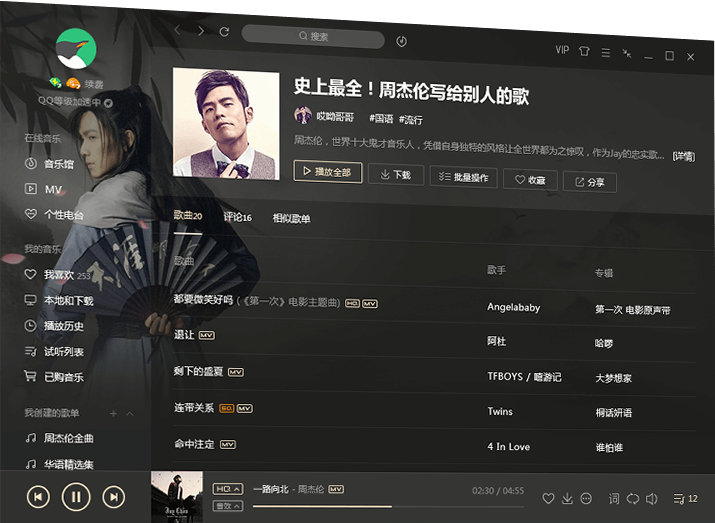 搜索
VIP
续费
QQ等级加速中
在线音乐
音乐馆
MV
个性电台
我的音乐
我喜欢 253
本地和下载
播放历史
试听列表
已购音乐
我创建的歌单
周杰伦金曲
华语精选集
史上最全！周杰伦写给别人的歌
哎呦哥哥 #国语 #流行
周杰伦，世界十大鬼才音乐人，凭借自身独特的风格让全世界都为之惊叹，作为Jay的忠实歌... [详情]
播放全部 下载 批量操作 收藏 分享
歌曲20 评论16 相似歌单
歌曲 歌手 专辑
都要微笑好吗 (《第一次》电影主题曲) HQ MV Angelababy 第一次 电影原声带
退让 MV 阿杜 哈啰
剩下的盛夏 MV TFBOYS / 嘻游记 大梦想家
连带关系 SQ MV Twins 桐话妍语
命中注定 MV 4 In Love 谁怕谁
HQ 一路向北 - 周杰伦 MV 02:30 / 04:55
音效
词 12